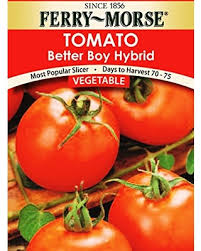 SINCE 1856
FERRY-MORSE®
TOMATO
Better Boy Hybrid
Most Popular Slicer • Days to Harvest 70 - 75
VEGETABLE